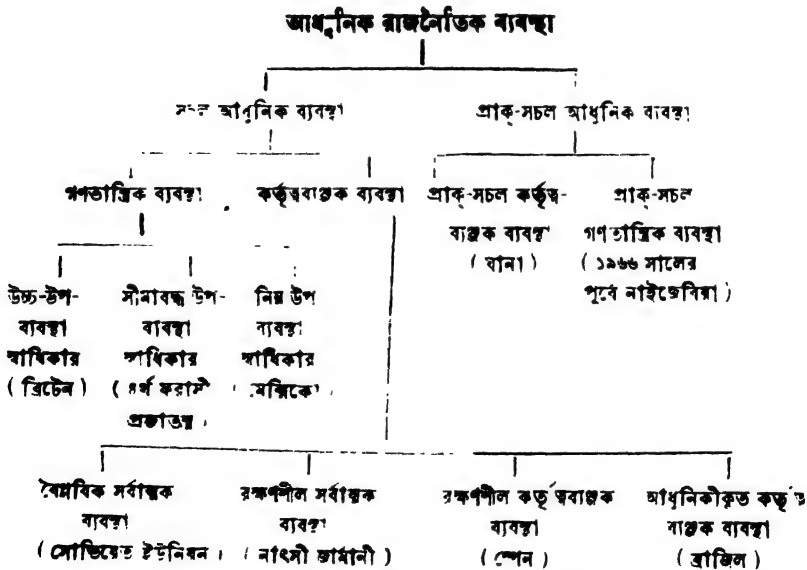 আধুনিক রাজনৈতিক ব্যবস্থা
সচল আধুনিক ব্যবস্থা
প্রাক্-সচল আধুনিক ব্যবস্থা
গণতান্ত্রিক ব্যবস্থা
কর্তৃত্বব্যঞ্জক ব্যবস্থা
প্রাক্-সচল কর্তৃত্ব-
ব্যঞ্জক ব্যবস্থা
( ঘানা )
প্রাক্-সচল
গণতান্ত্রিক ব্যবস্থা
( ১৯৬৬ সালের
পূর্বে নাইজেরিয়া )
উচ্চ-উপ-
ব্যবস্থা
স্বাধিকার
( ব্রিটেন )
সীমাবদ্ধ উপ-
ব্যবস্থা
স্বাধিকার
( ৪র্থ ফরাসী
প্রজাতন্ত্র )
নিম্ন উপ
ব্যবস্থা
স্বাধিকার
( মেক্সিকো )
বৈপ্লবিক সর্বাত্মক
ব্যবস্থা
( সোভিয়েত ইউনিয়ন )
রক্ষণশীল সর্বাত্মক
ব্যবস্থা
( নাৎসী জার্মানী )
রক্ষণশীল কর্তৃত্বব্যঞ্জক
ব্যবস্থা
( স্পেন )
আধুনিকীকৃত কর্তৃত্ব
ব্যঞ্জক ব্যবস্থা
( ব্রাজিল )